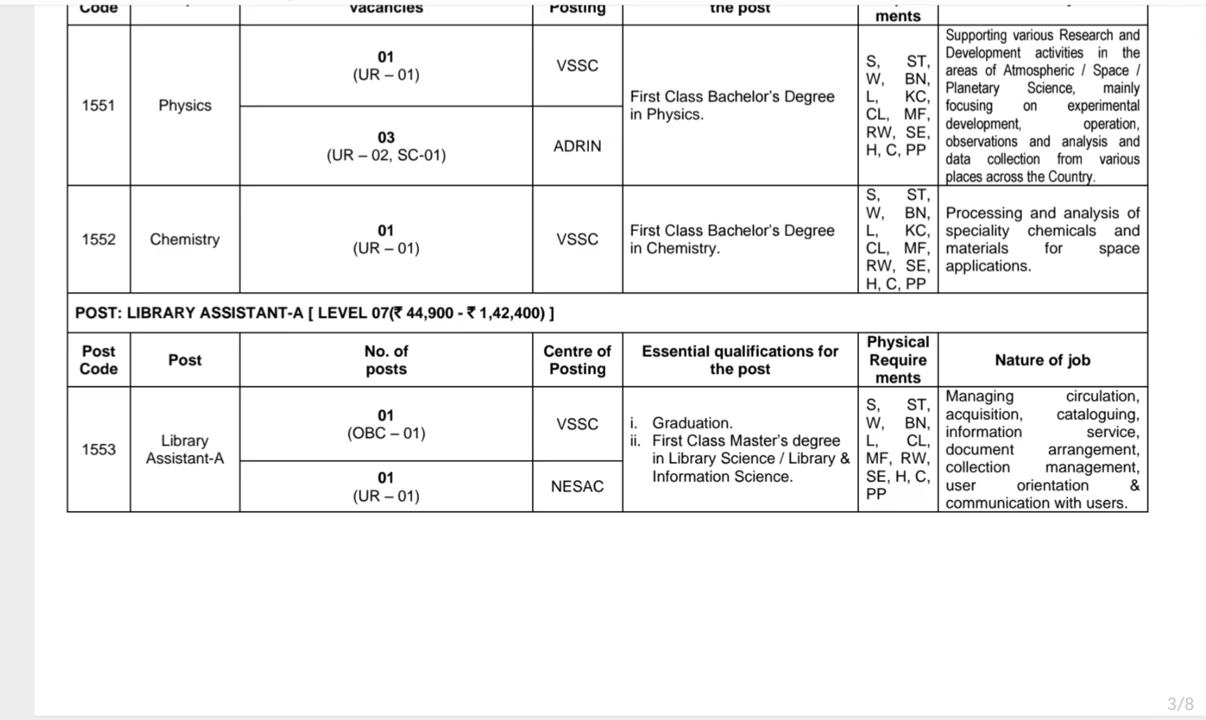 Code
vacancies
Posting
the post
ments
1551
Physics
01
(UR – 01)
VSSC
03
(UR – 02, SC-01)
ADRIN
First Class Bachelor's Degree
in Physics.
S, ST,
W, BN,
L, KC,
CL, MF,
RW, SE,
H, C, PP
Supporting various Research and
Development activities in the
areas of Atmospheric / Space /
Planetary Science, mainly
focusing on experimental
development, operation,
observations and analysis and
data collection from various
places across the Country.
1552
Chemistry
01
(UR – 01)
VSSC
First Class Bachelor's Degree
in Chemistry.
S, ST,
W, BN,
L, KC,
CL, MF,
RW, SE,
H, C, PP
Processing and analysis of
speciality chemicals and
materials for space
applications.
POST: LIBRARY ASSISTANT-A [ LEVEL 07(₹ 44,900 - ₹ 1,42,400) ]
Post
Code
Post
No. of
posts
Centre of
Posting
Essential qualifications for
the post
Physical
Require
ments
Nature of job
1553
Library
Assistant-A
01
(OBC – 01)
VSSC
01
(UR – 01)
NESAC
i. Graduation.
ii. First Class Master's degree
in Library Science / Library &
Information Science.
S, ST,
W, BN,
L, CL,
MF, RW,
SE, H, C,
PP
Managing circulation,
acquisition, cataloguing,
information service,
document arrangement,
collection management,
user orientation &
communication with users.
3/8